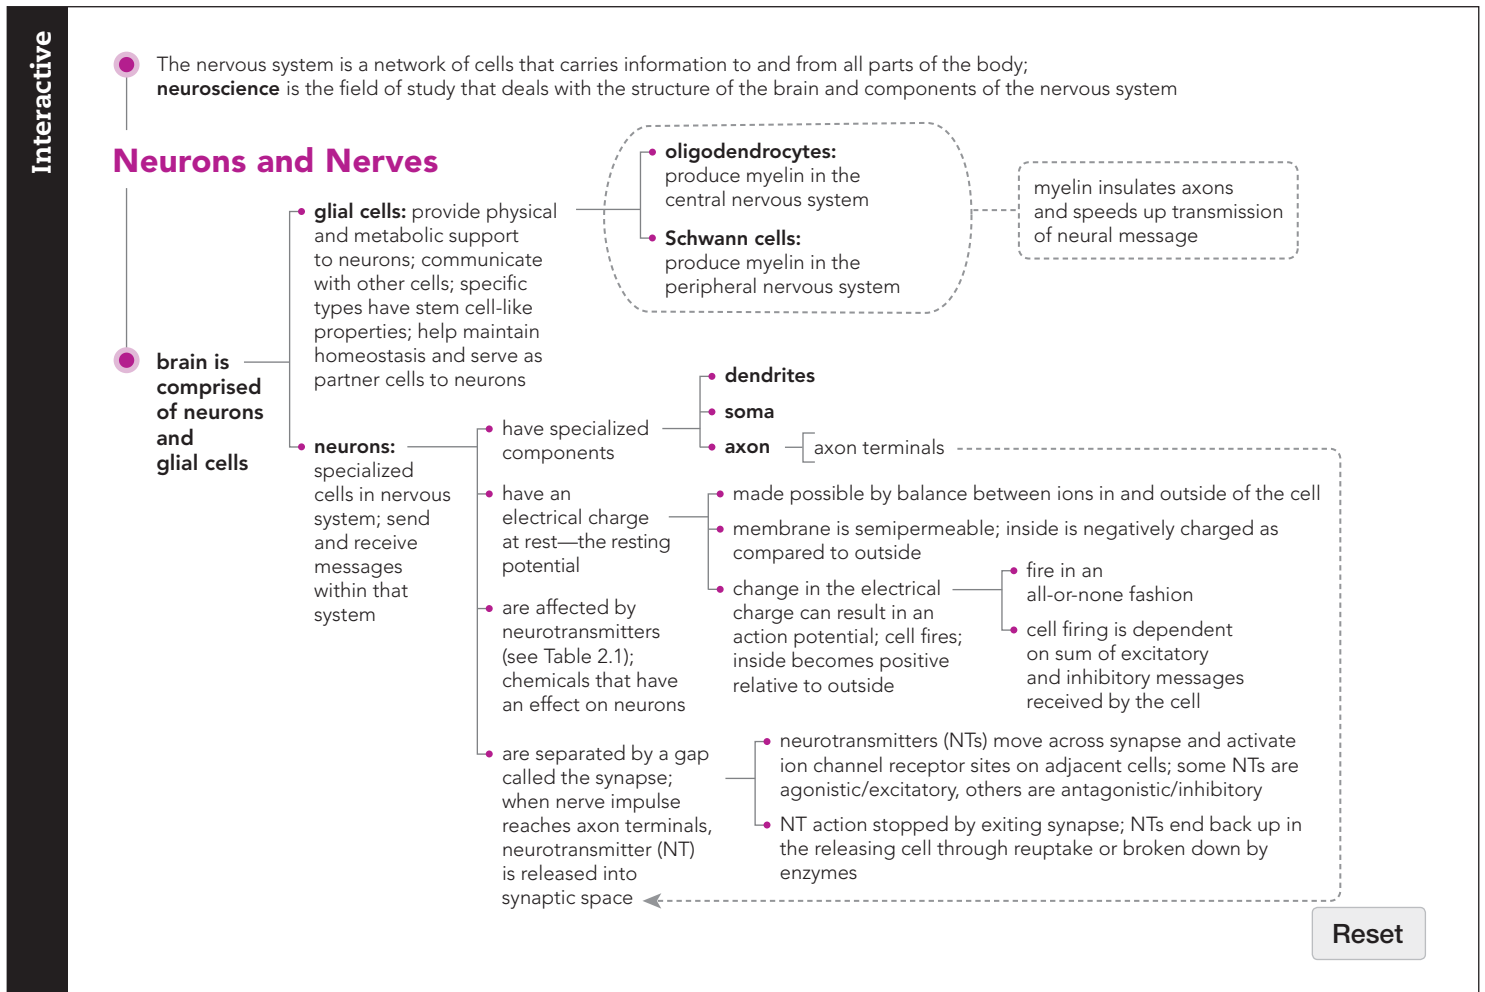 Interactive
The nervous system is a network of cells that carries information to and from all parts of the body;
neuroscience is the field of study that deals with the structure of the brain and components of the nervous system
Neurons and Nerves
brain is
comprised
of neurons
and
glial cells
glial cells: provide physical
and metabolic support
to neurons; communicate
with other cells; specific
types have stem cell-like
properties; help maintain
homeostasis and serve as
partner cells to neurons
oligodendrocytes:
produce myelin in the
central nervous system
Schwann cells:
produce myelin in the
peripheral nervous system
myelin insulates axons
and speeds up transmission
of neural message
neurons:
specialized
cells in nervous
system; send
and receive
messages
within that
system
have specialized
components
dendrites
soma
axon
axon terminals
have an
electrical charge
at rest—the resting
potential
made possible by balance between ions in and outside of the cell
membrane is semipermeable; inside is negatively charged as
compared to outside
change in the electrical
charge can result in an
action potential; cell fires;
inside becomes positive
relative to outside
fire in an
all-or-none fashion
cell firing is dependent
on sum of excitatory
and inhibitory messages
received by the cell
are affected by
neurotransmitters
(see Table 2.1);
chemicals that have
an effect on neurons
are separated by a gap
called the synapse;
when nerve impulse
reaches axon terminals,
neurotransmitter (NT)
is released into
synaptic space
neurotransmitters (NTs) move across synapse and activate
ion channel receptor sites on adjacent cells; some NTs are
agonistic/excitatory, others are antagonistic/inhibitory
NT action stopped by exiting synapse; NTs end back up in
the releasing cell through reuptake or broken down by
enzymes
Reset